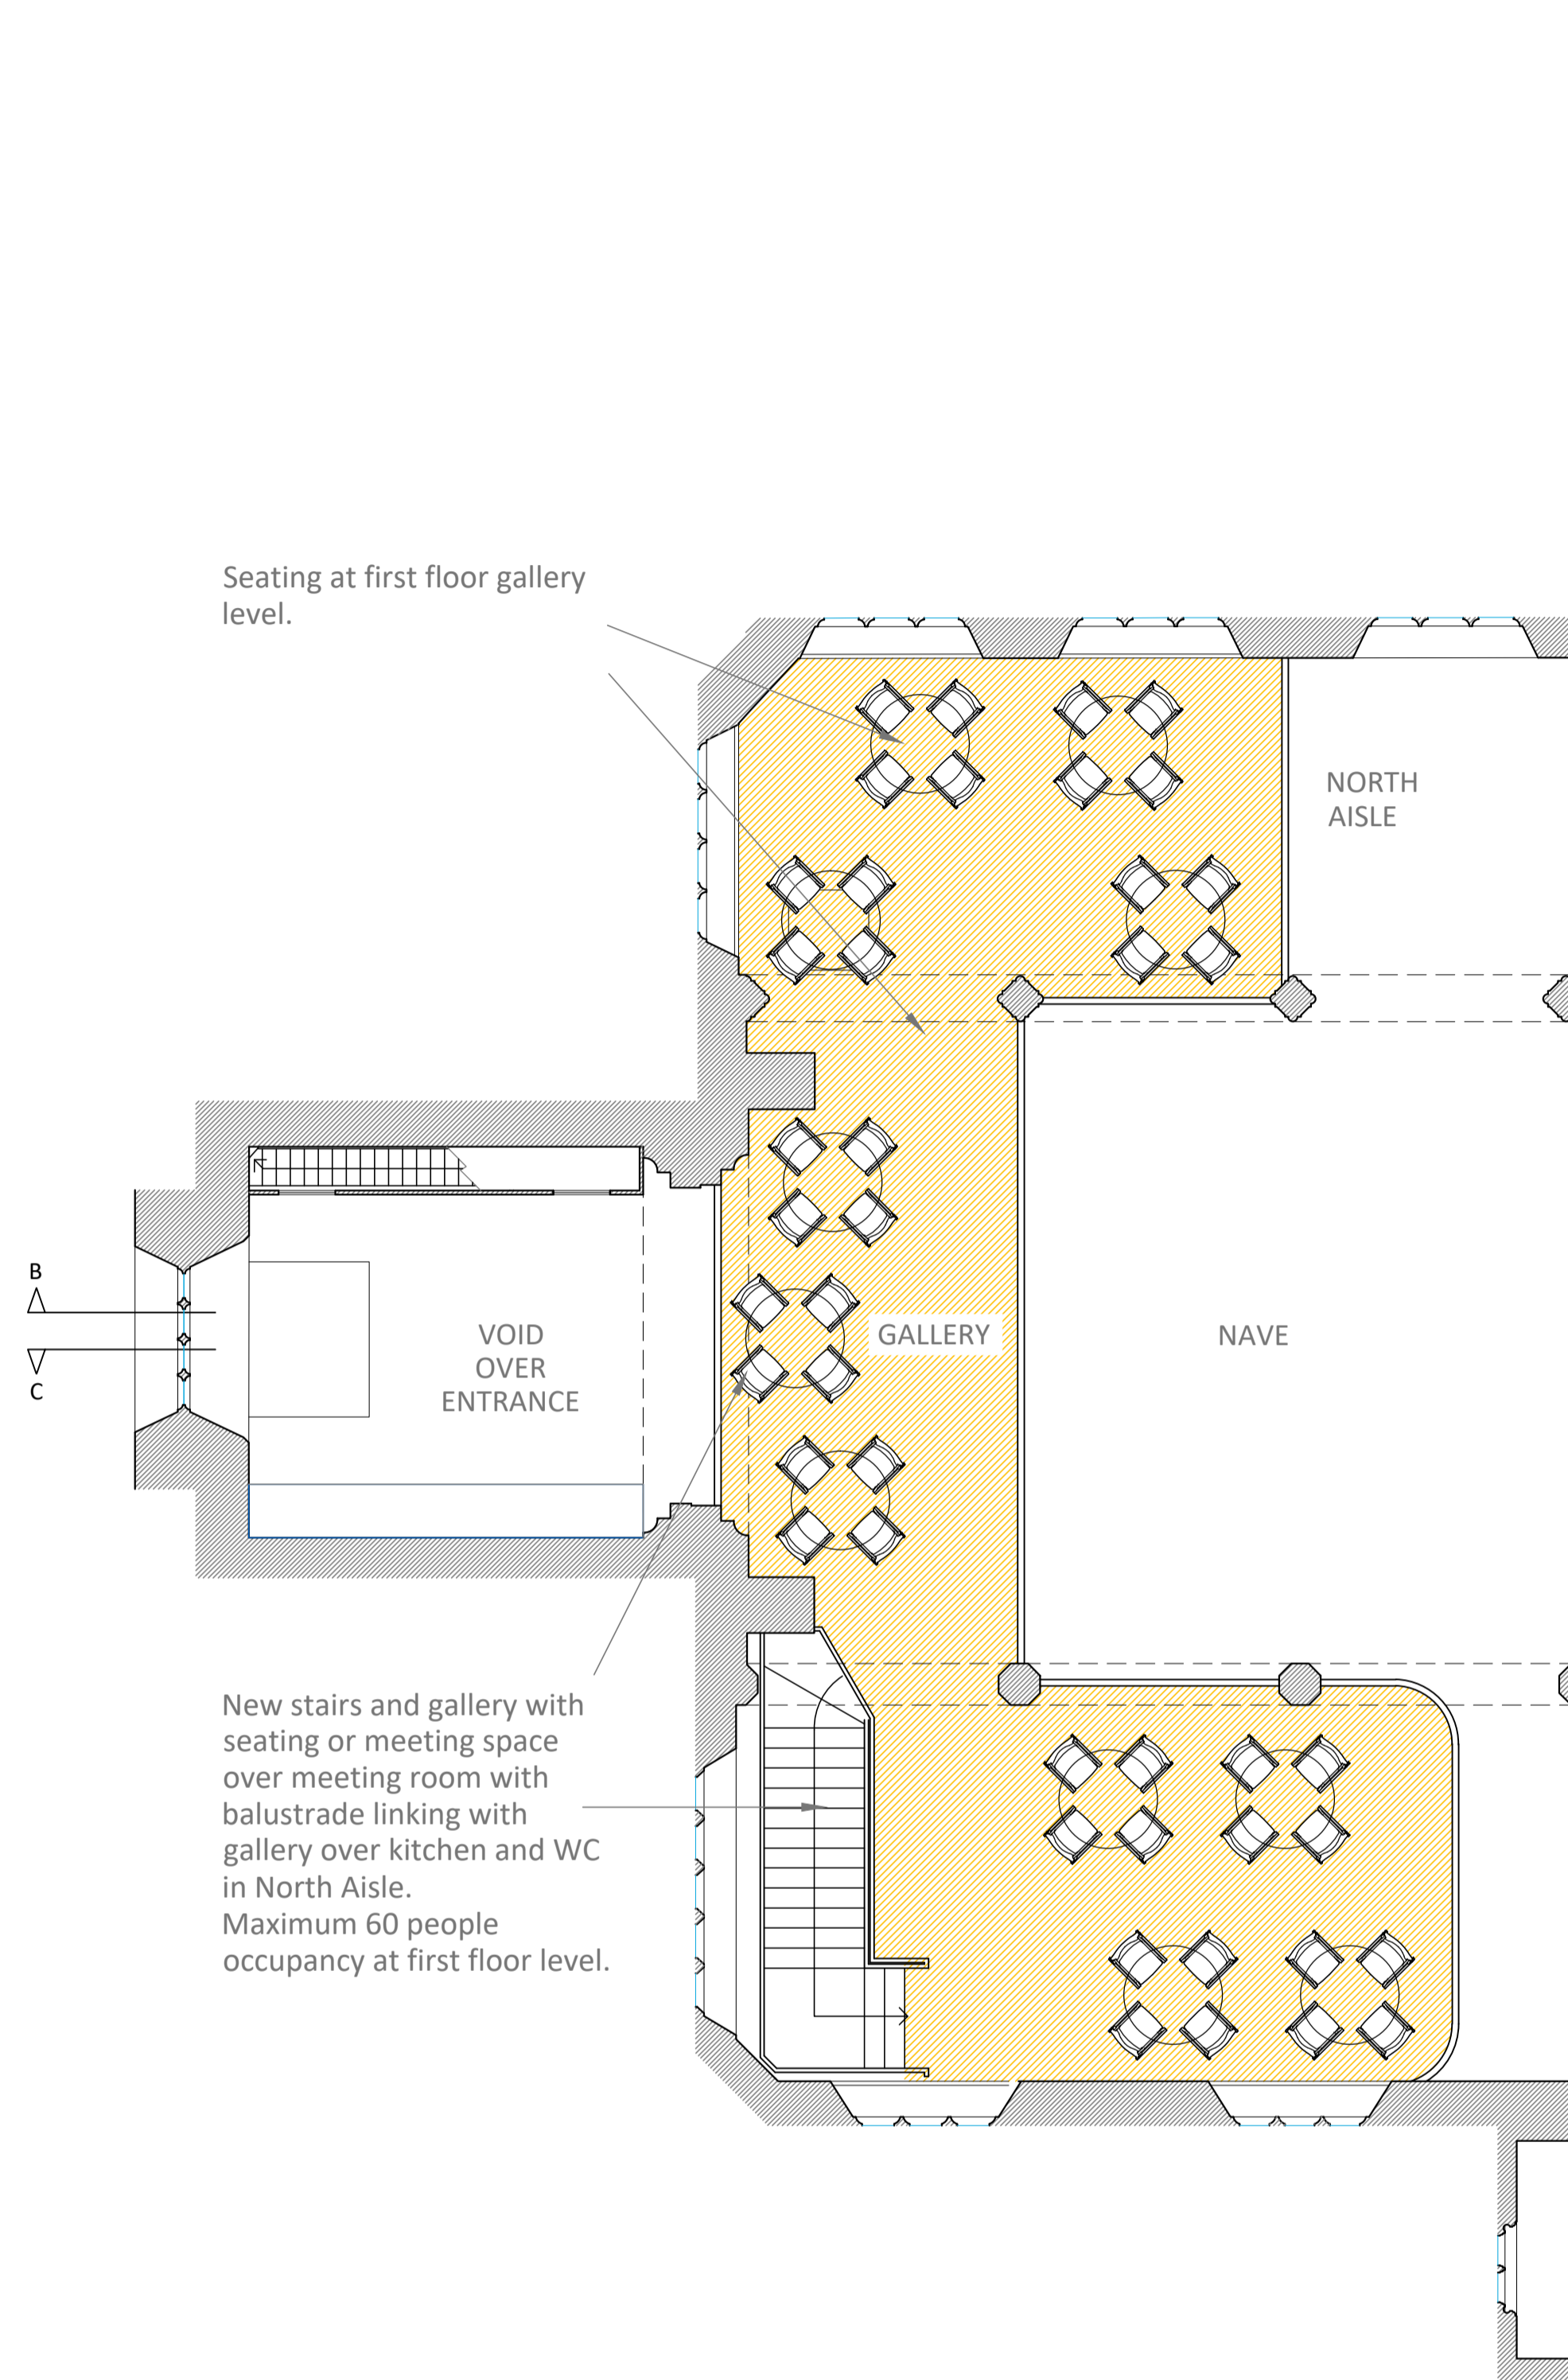 Seating at first floor gallery
level.
NORTH
AISLE
B
C
VOID
OVER
ENTRANCE
GALLERY
NAVE
New stairs and gallery with
seating or meeting space
over meeting room with
balustrade linking with
gallery over kitchen and WC
in North Aisle.
Maximum 60 people
occupancy at first floor level.